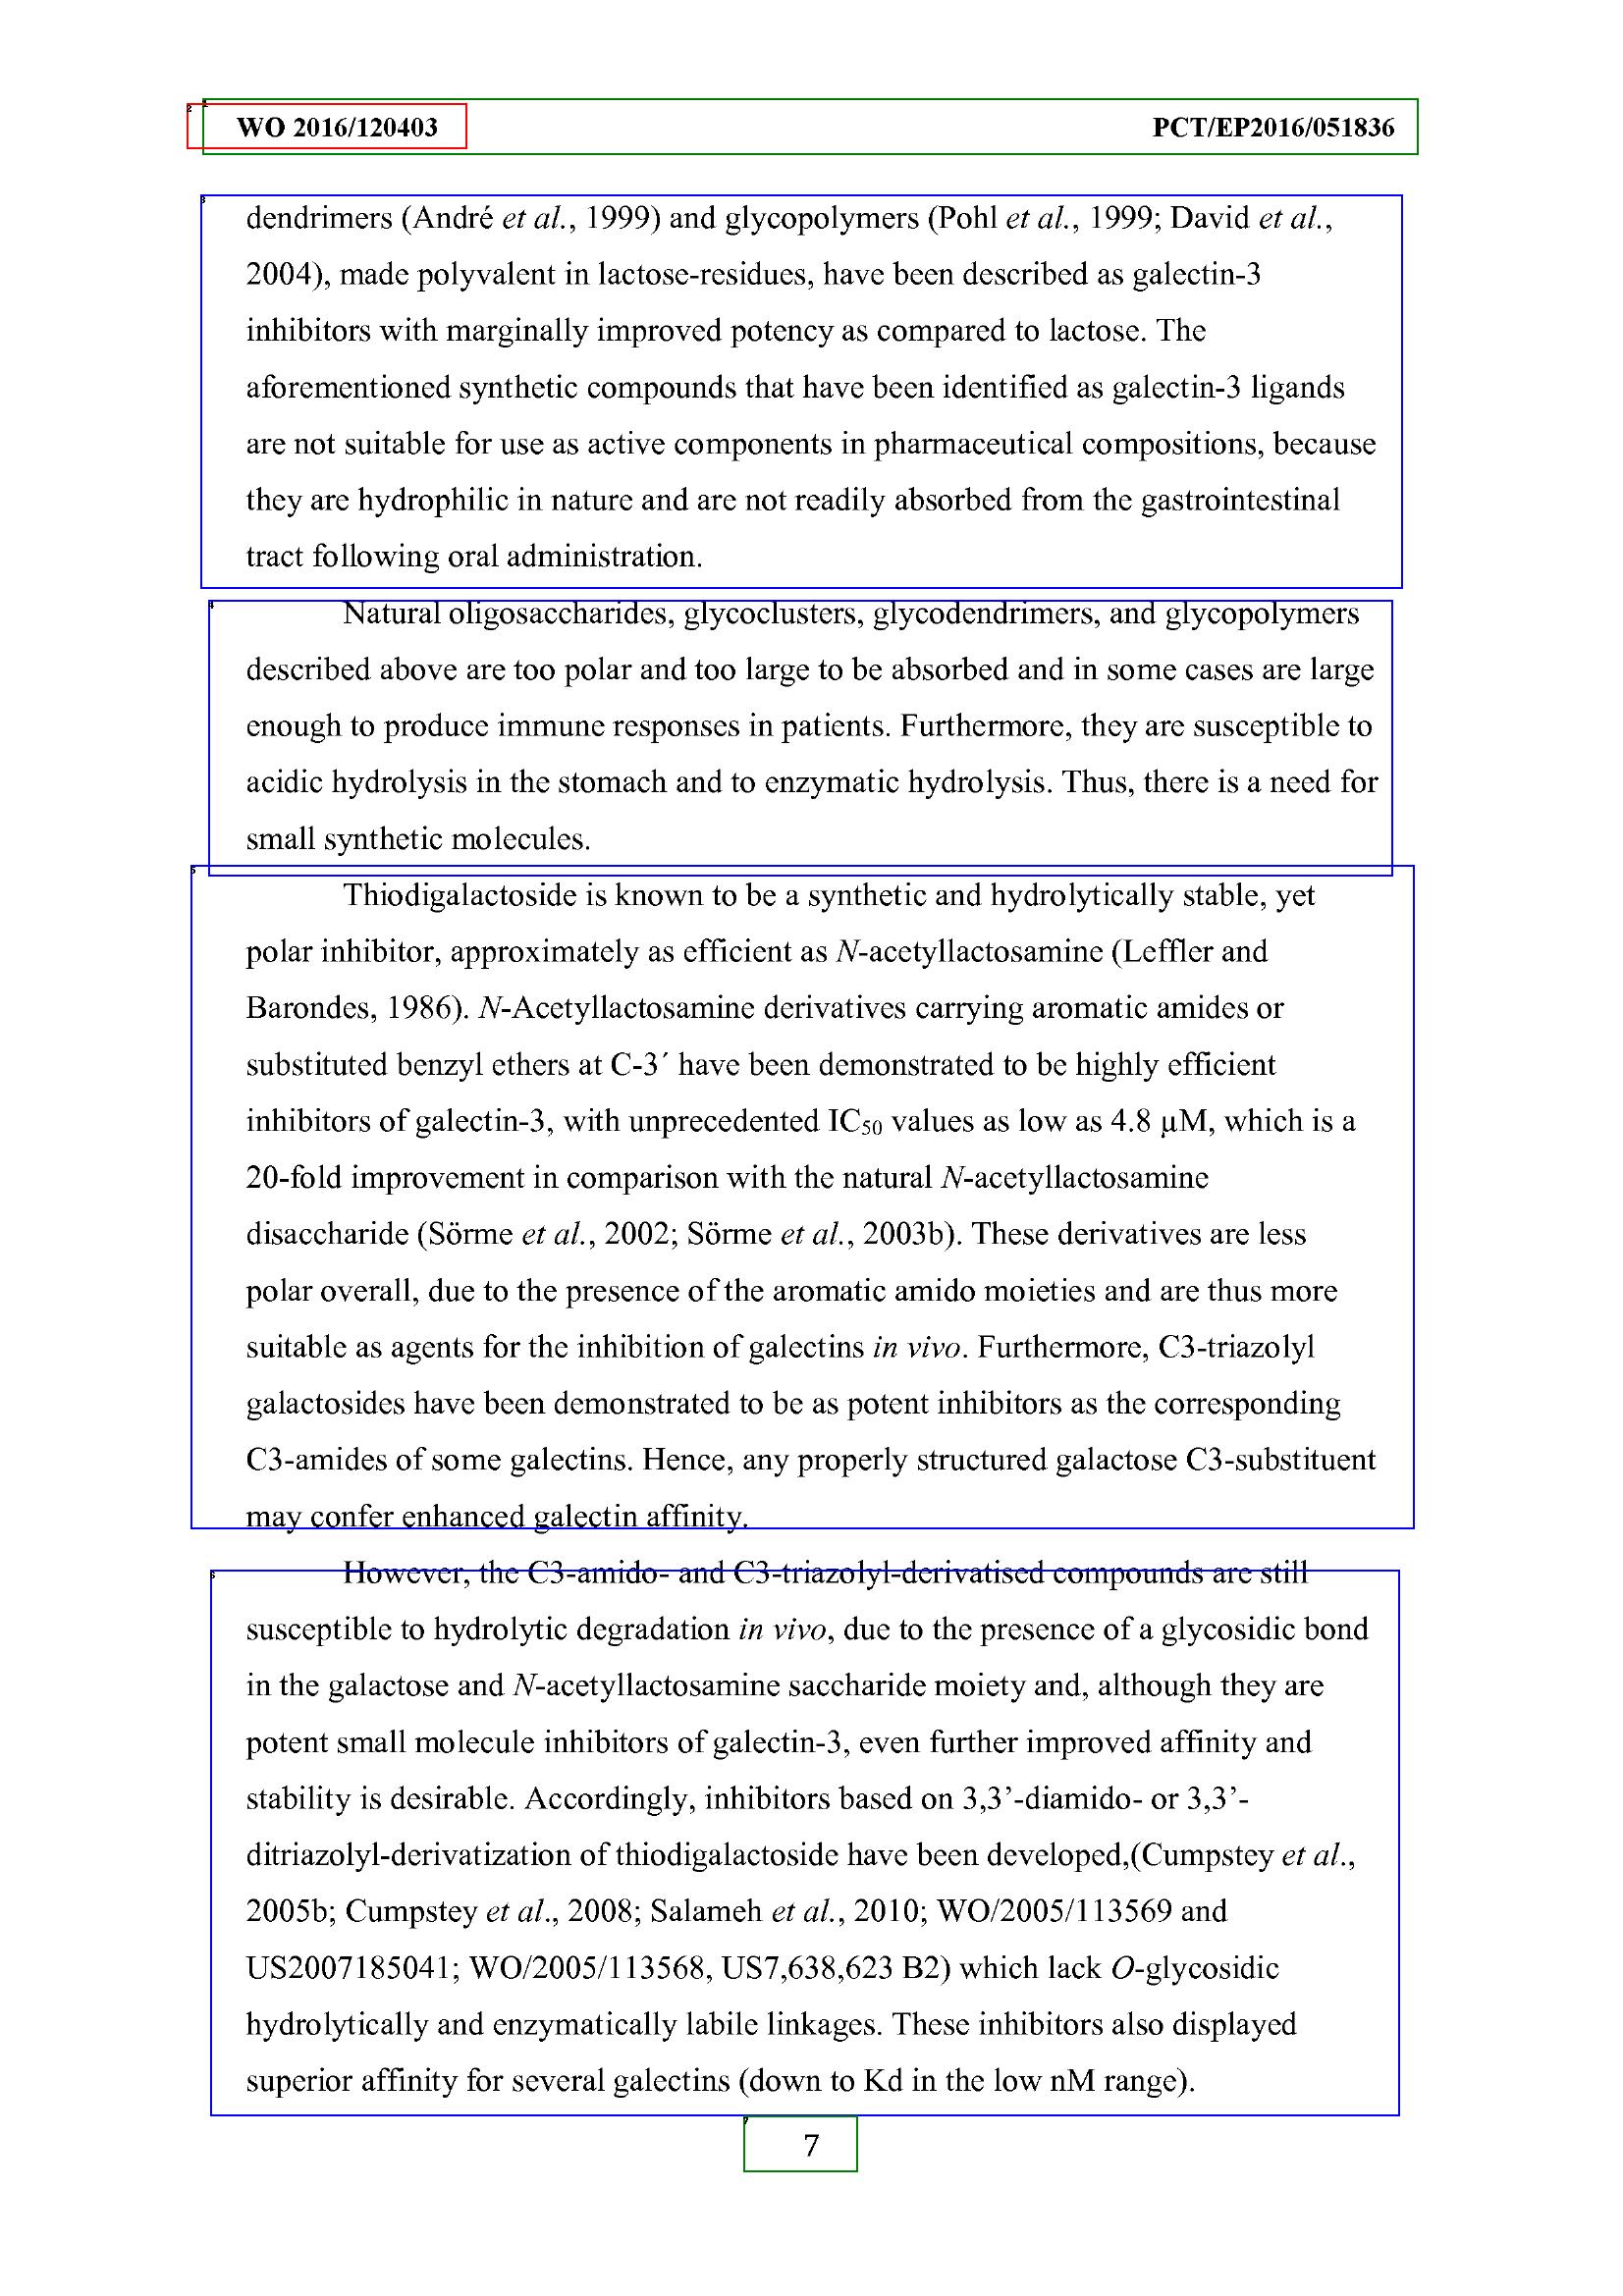 WO 2016/120403 PCT/EP2016/051836
dendrimers (André et al., 1999) and glycopolymers (Pohl et al., 1999; David et al.,
2004), made polyvalent in lactose-residues, have been described as galectin-3
inhibitors with marginally improved potency as compared to lactose. The
aforementioned synthetic compounds that have been identified as galectin-3 ligands
are not suitable for use as active components in pharmaceutical compositions, because
they are hydrophilic in nature and are not readily absorbed from the gastrointestinal
tract following oral administration.
Natural oligosaccharides, glycoclusters, glycodendrimers, and glycopolymers
described above are too polar and too large to be absorbed and in some cases are large
enough to produce immune responses in patients. Furthermore, they are susceptible to
acidic hydrolysis in the stomach and to enzymatic hydrolysis. Thus, there is a need for
small synthetic molecules.
Thiodigalactoside is known to be a synthetic and hydrolytically stable, yet
polar inhibitor, approximately as efficient as N-acetyllactosamine (Leffler and
Barondes, 1986). N-Acetyllactosamine derivatives carrying aromatic amides or
substituted benzyl ethers at C-3´ have been demonstrated to be highly efficient
inhibitors of galectin-3, with unprecedented IC50 values as low as 4.8 µM, which is a
20-fold improvement in comparison with the natural N-acetyllactosamine
disaccharide (Sörme et al., 2002; Sörme et al., 2003b). These derivatives are less
polar overall, due to the presence of the aromatic amido moieties and are thus more
suitable as agents for the inhibition of galectins in vivo. Furthermore, C3-triazolyl
galactosides have been demonstrated to be as potent inhibitors as the corresponding
C3-amides of some galectins. Hence, any properly structured galactose C3-substituent
may confer enhanced galectin affinity.
However, the C3-amido- and C3-triazolyl-derivatised compounds are still
susceptible to hydrolytic degradation in vivo, due to the presence of a glycosidic bond
in the galactose and N-acetyllactosamine saccharide moiety and, although they are
potent small molecule inhibitors of galectin-3, even further improved affinity and
stability is desirable. Accordingly, inhibitors based on 3,3’-diamido- or 3,3’-
ditriazolyl-derivatization of thiodigalactoside have been developed,(Cumpstey et al.,
2005b; Cumpstey et al., 2008; Salameh et al., 2010; WO/2005/113569 and
US2007185041; WO/2005/113568, US7,638,623 B2) which lack O-glycosidic
hydrolytically and enzymatically labile linkages. These inhibitors also displayed
superior affinity for several galectins (down to Kd in the low nM range).
7